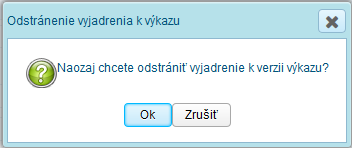 Odstránenie vyjadrenia k výkazu
Naozaj chcete odstrániť vyjadrenie k verzii výkazu?
Ok
Zrušiť